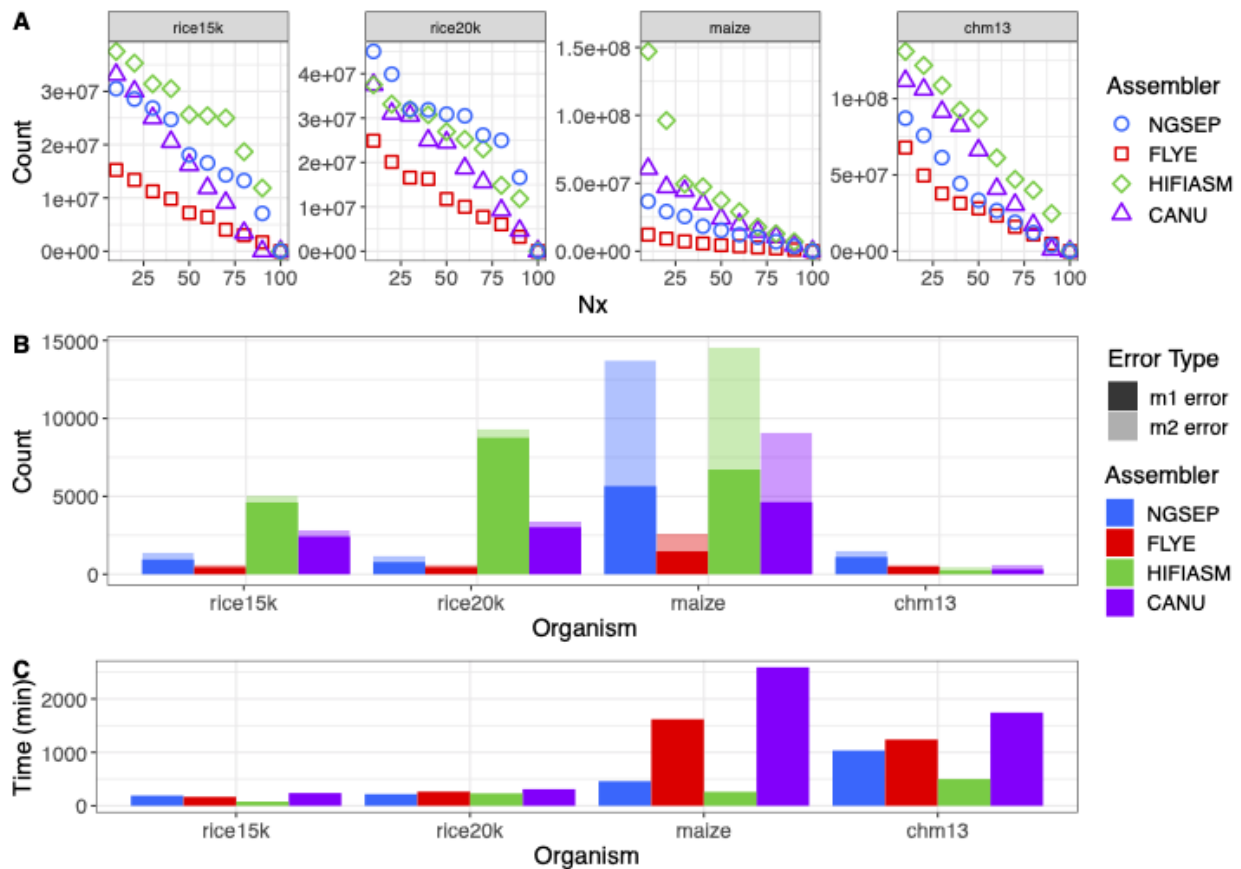 A
rice15k
rice20k
maize
chm13
Count
3e+07
2e+07
1e+07
0e+00
4e+07
3e+07
2e+07
1e+07
0e+00
1.5e+08
1.0e+08
5.0e+07
0.0e+00
1e+08
5e+07
0e+00
25 50 75 100
25 50 75 100
25 50 75 100
25 50 75 100
Nx
Assembler
NGSEP
FLYE
HIFIASM
CANU
B
Count
15000
10000
5000
0
rice15k
rice20k
maize
chm13
Organism
Error Type
m1 error
m2 error
Assembler
NGSEP
FLYE
HIFIASM
CANU
C
Time (min)
2000
1000
0
rice15k
rice20k
maize
chm13
Organism